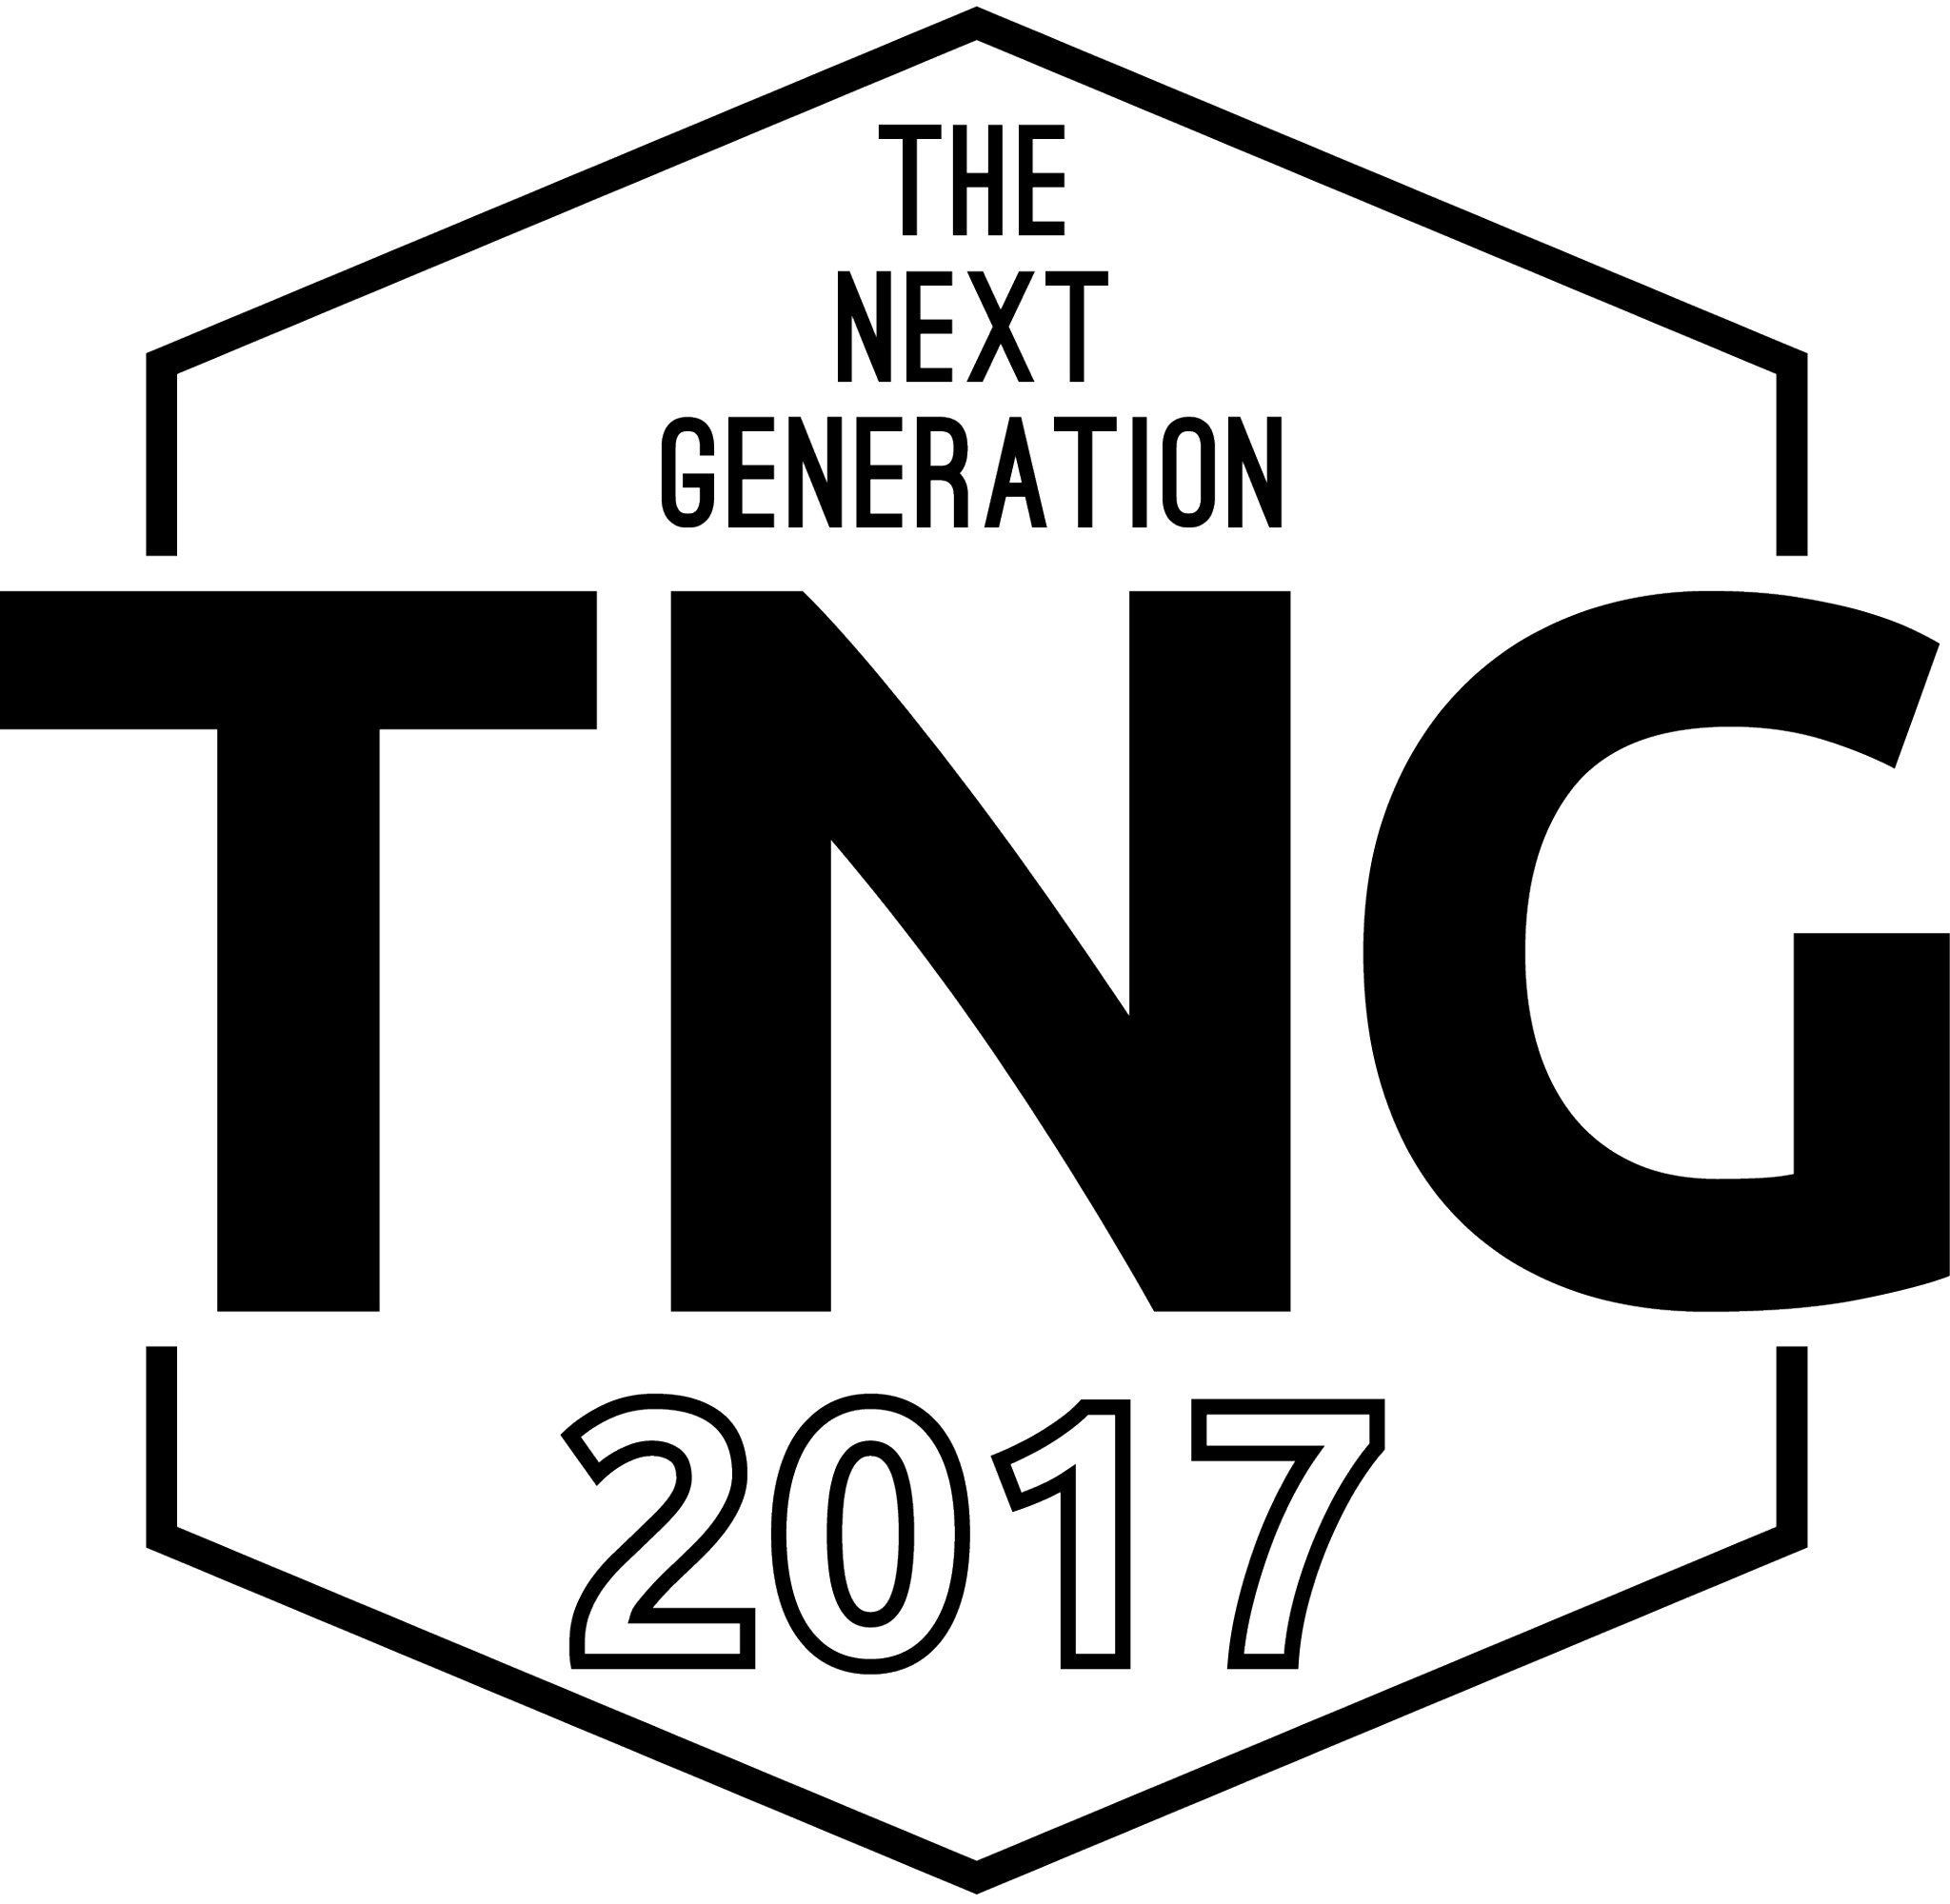 THE
NEXT
GENERATION
TNG
2017